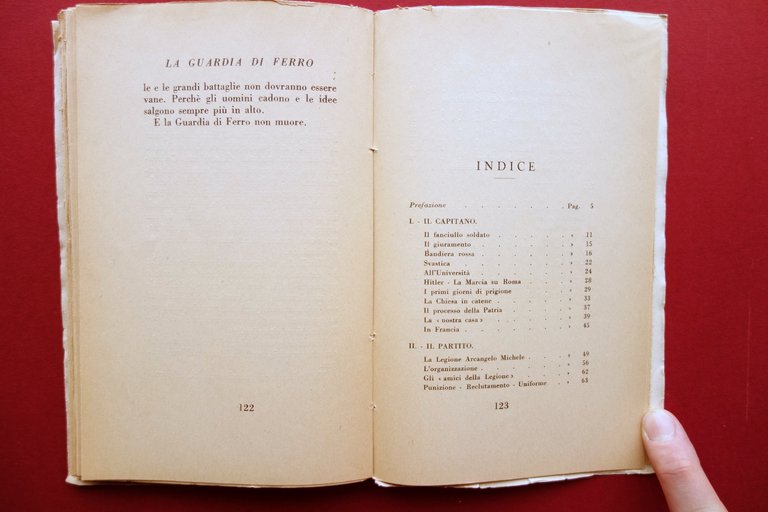 LA GUARDIA DI FERRO
le e le grandi battaglie non dovranno essere
vane. Perchè gli uomini cadono e le idee
salgono sempre più in alto.
E la Guardia di Ferro non muore.
122
INDICE
Prefazione . . . . . . . Pag. 5
I. - IL CAPITANO.
Il fanciullo soldato . . . . . » 11
Il giuramento . . . . . . » 15
Bandiera rossa . . . . . . » 16
Svastica . . . . . . . » 22
All'Università . . . . . . » 24
Hitler - La Marcia su Roma . . . » 28
I primi giorni di prigione . . . » 29
La Chiesa in catene . . . . . » 33
Il processo della Patria . . . . » 37
La «nostra casa» . . . . . » 39
In Francia . . . . . . . » 45
II. - IL PARTITO.
La Legione Arcangelo Michele . . . » 49
L'organizzazione . . . . . . » 56
Gli «amici della Legione» . . . . » 62
Punizione - Reclutamento - Uniforme . » 63
123